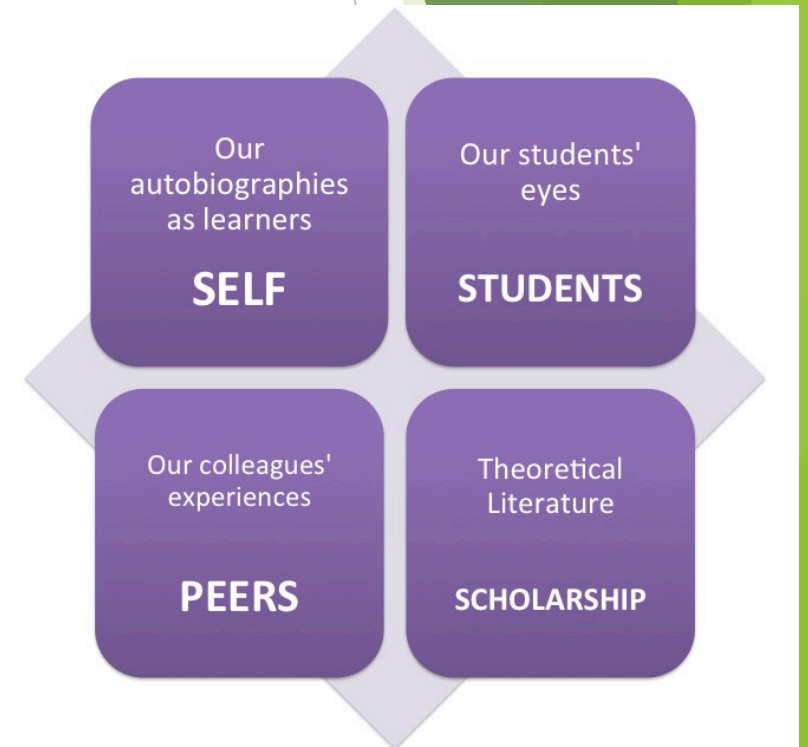 Our
autobiographies
as learners
SELF
Our students'
eyes
STUDENTS
Our colleagues'
experiences
PEERS
Theoretical
Literature
SCHOLARSHIP